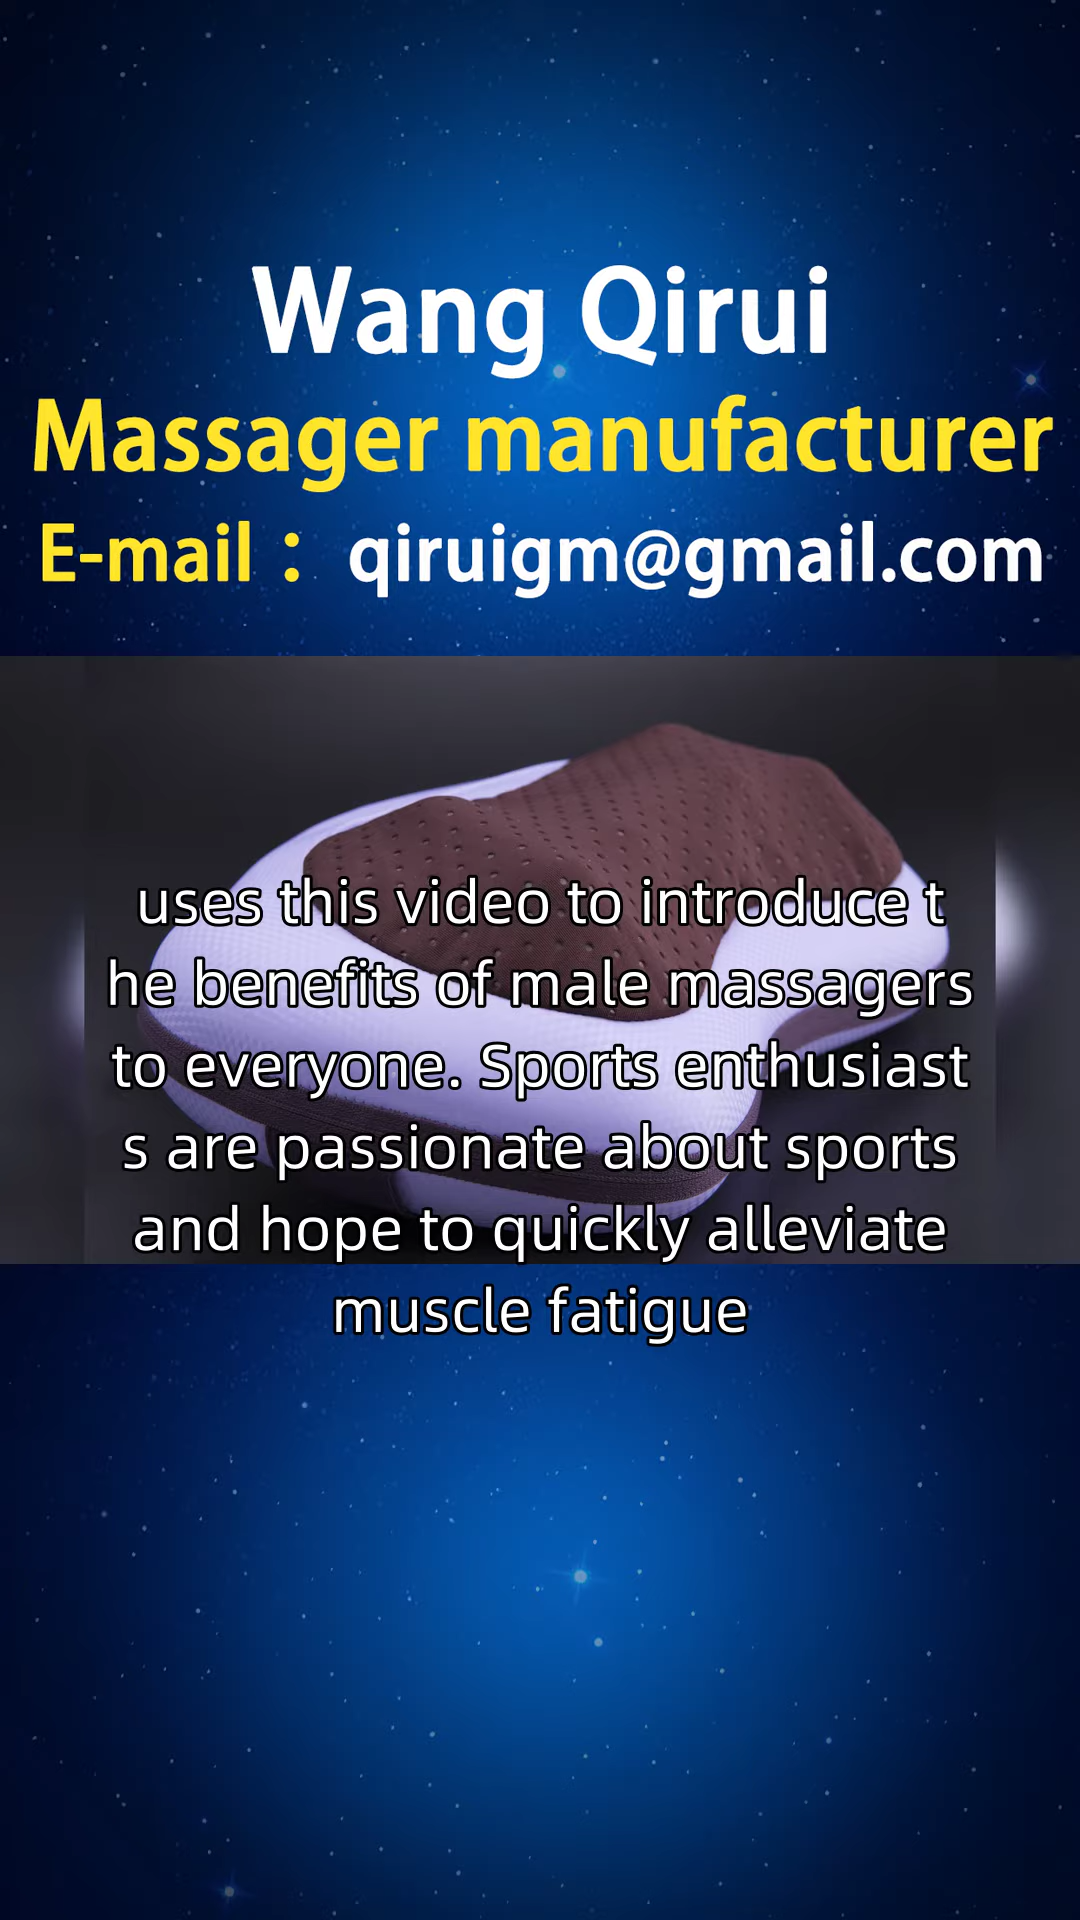 Wang Qirui
Massager manufacturer
E-mail： qiruigm@gmail.com
uses this video to introduce t
he benefits of male massagers
to everyone. Sports enthusiast
s are passionate about sports
and hope to quickly alleviate
muscle fatigue